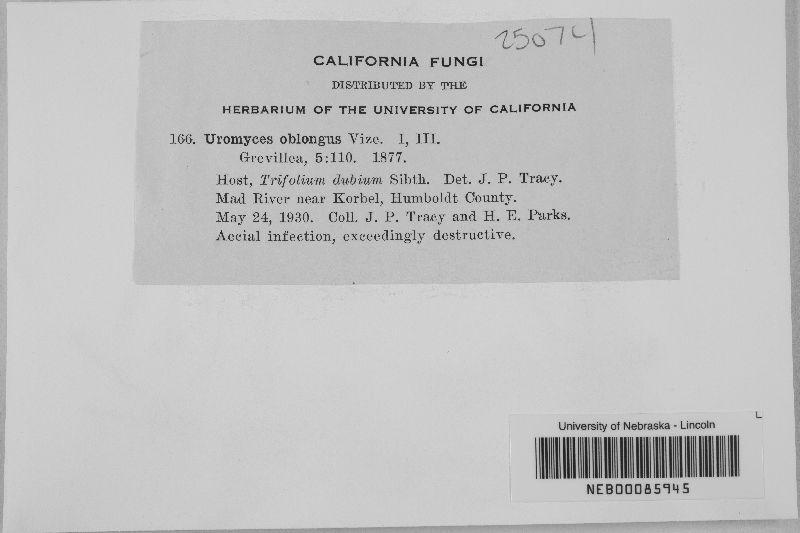 25074
CALIFORNIA FUNGI
DISTRIBUTED BY THE
HERBARIUM OF THE UNIVERSITY OF CALIFORNIA
166. Uromyces oblongus Vize. I, III.
Grevillea, 5:110. 1877.
Host, Trifolium dubium Sibth. Det. J. P. Tracy.
Mad River near Korbel, Humboldt County.
May 24, 1930. Coll. J. P. Tracy and H. E. Parks.
Aecial infection, exceedingly destructive.
L
University of Nebraska - Lincoln
NEB00085945